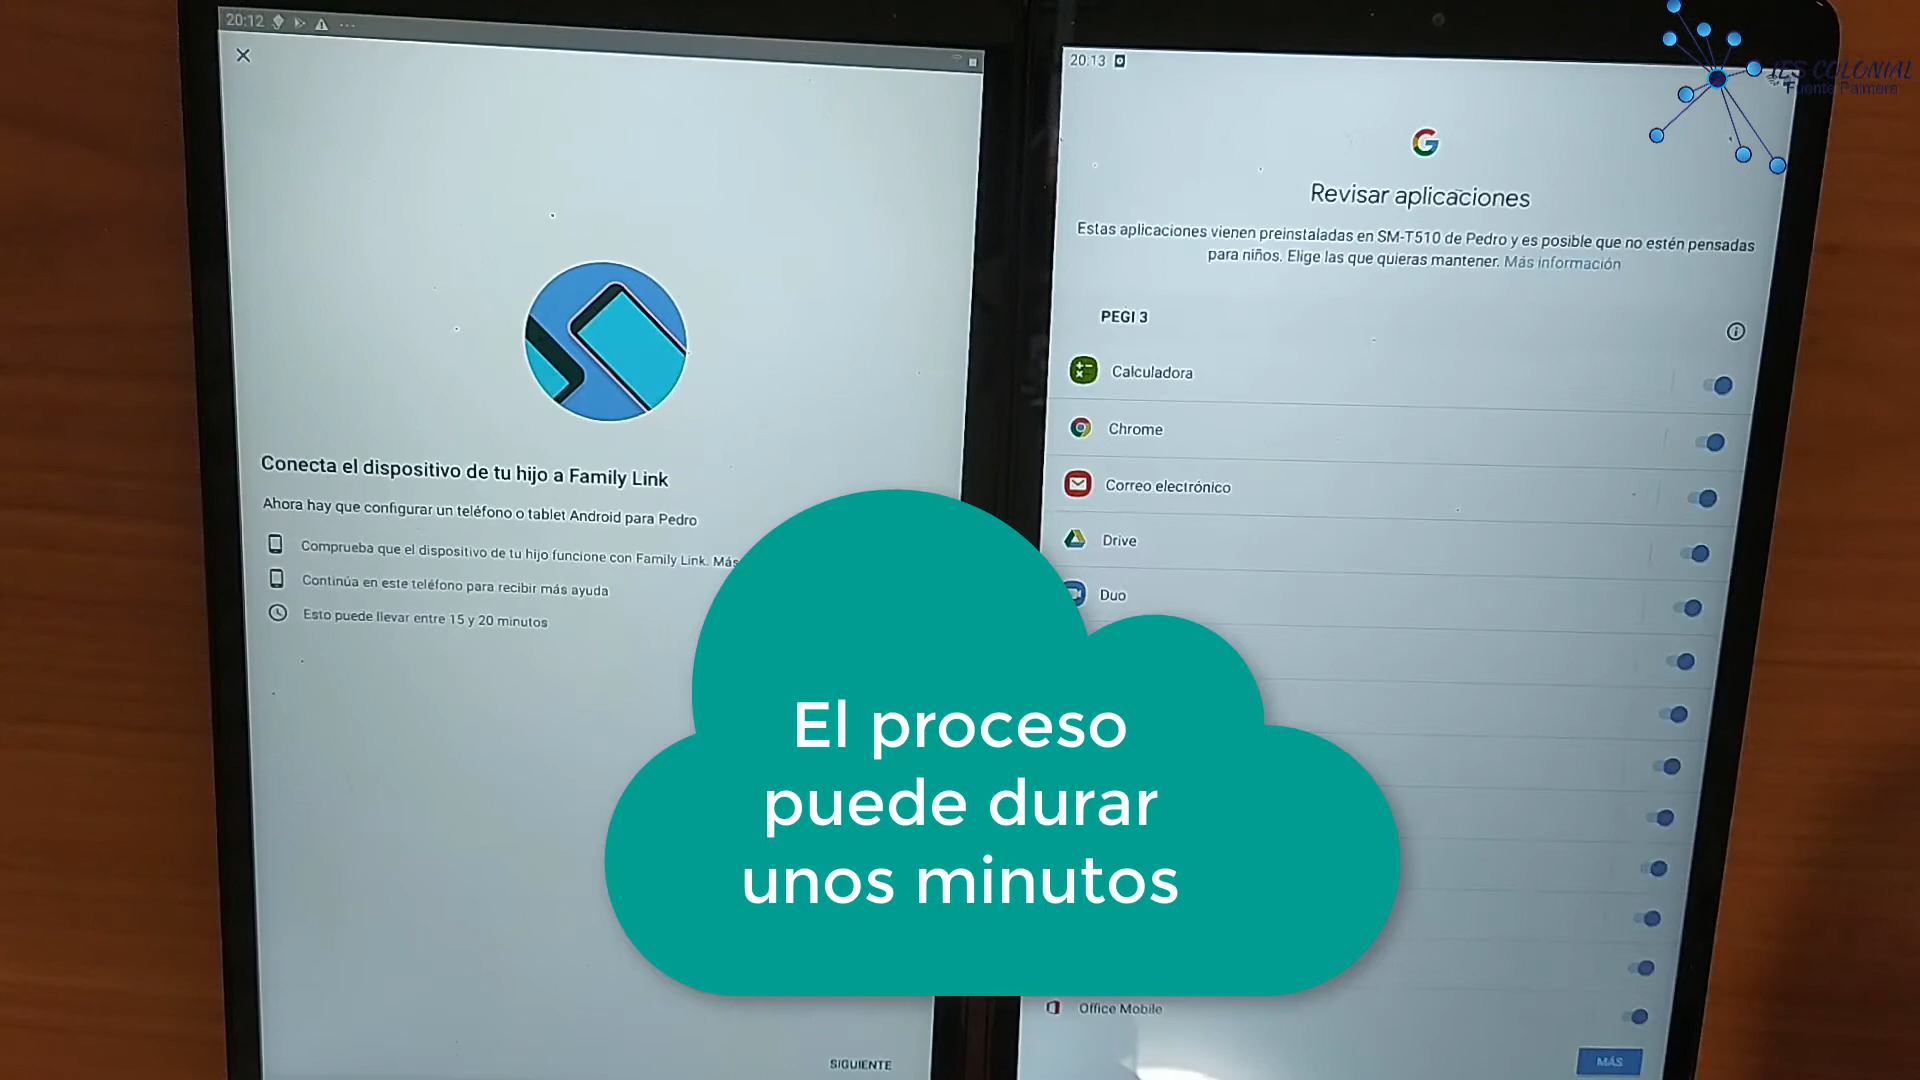 20:12
Conecta el dispositivo de tu hijo a Family Link
Ahora hay que configurar un teléfono o tablet Android para Pedro
Comprueba que el dispositivo de tu hijo funcione con Family Link. Más
Continúa en este teléfono para recibir más ayuda
Esto puede llevar entre 15 y 20 minutos
SIGUIENTE
20:13
IES COLONIAL
Fuente Palmera
Revisar aplicaciones
Estas aplicaciones vienen preinstaladas en SM-T510 de Pedro y es posible que no estén pensadas
para niños. Elige las que quieras mantener. Más información
PEGI 3
Calculadora
Chrome
Correo electrónico
Drive
Duo
Office Mobile
MÁS
El proceso
puede durar
unos minutos